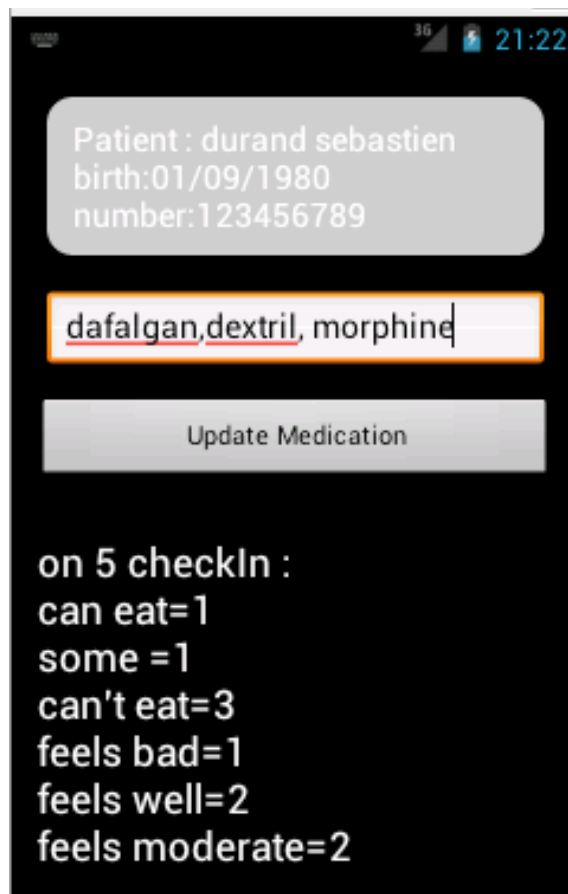 3G 21:22
Patient : durand sebastien
birth:01/09/1980
number:123456789
dafalgan,dextril, morphine
Update Medication
on 5 checkIn :
can eat=1
some =1
can't eat=3
feels bad=1
feels well=2
feels moderate=2